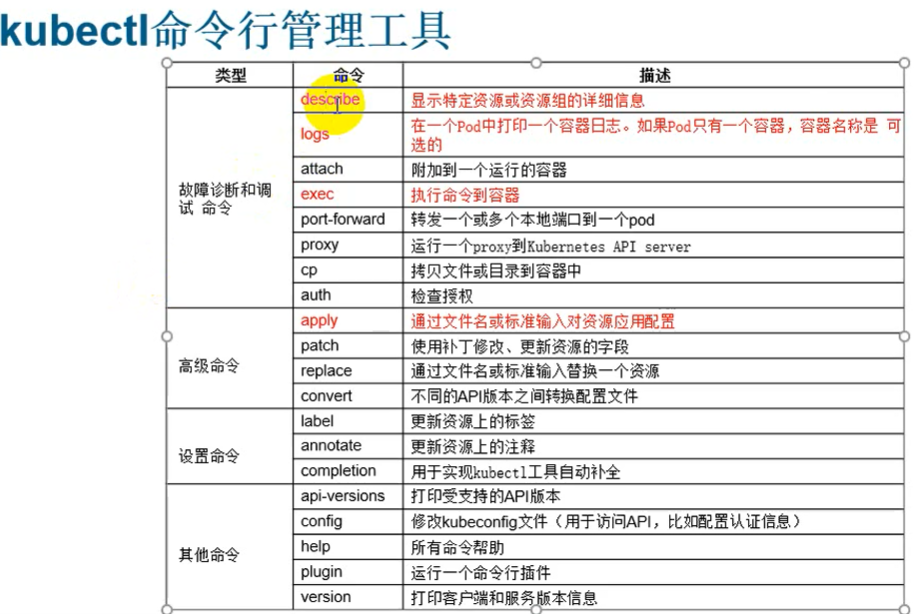 kubectl命令行管理工具
类型 命令 描述
故障诊断和调
试 命令
describe 显示特定资源或资源组的详细信息
logs 在一个Pod中打印一个容器日志。如果Pod只有一个容器，容器名称是 可
选的
attach 附加到一个运行的容器
exec 执行命令到容器
port-forward 转发一个或多个本地端口到一个pod
proxy 运行一个proxy到Kubernetes API server
cp 拷贝文件或目录到容器中
auth 检查授权
高级命令
apply 通过文件名或标准输入对资源应用配置
patch 使用补丁修改、更新资源的字段
replace 通过文件名或标准输入替换一个资源
convert 不同的API版本之间转换配置文件
设置命令
label 更新资源上的标签
annotate 更新资源上的注释
completion 用于实现kubectl工具自动补全
其他命令
api-versions 打印受支持的API版本
config 修改kubeconfig文件（用于访问API，比如配置认证信息）
help 所有命令帮助
plugin 运行一个命令行插件
version 打印客户端和服务版本信息